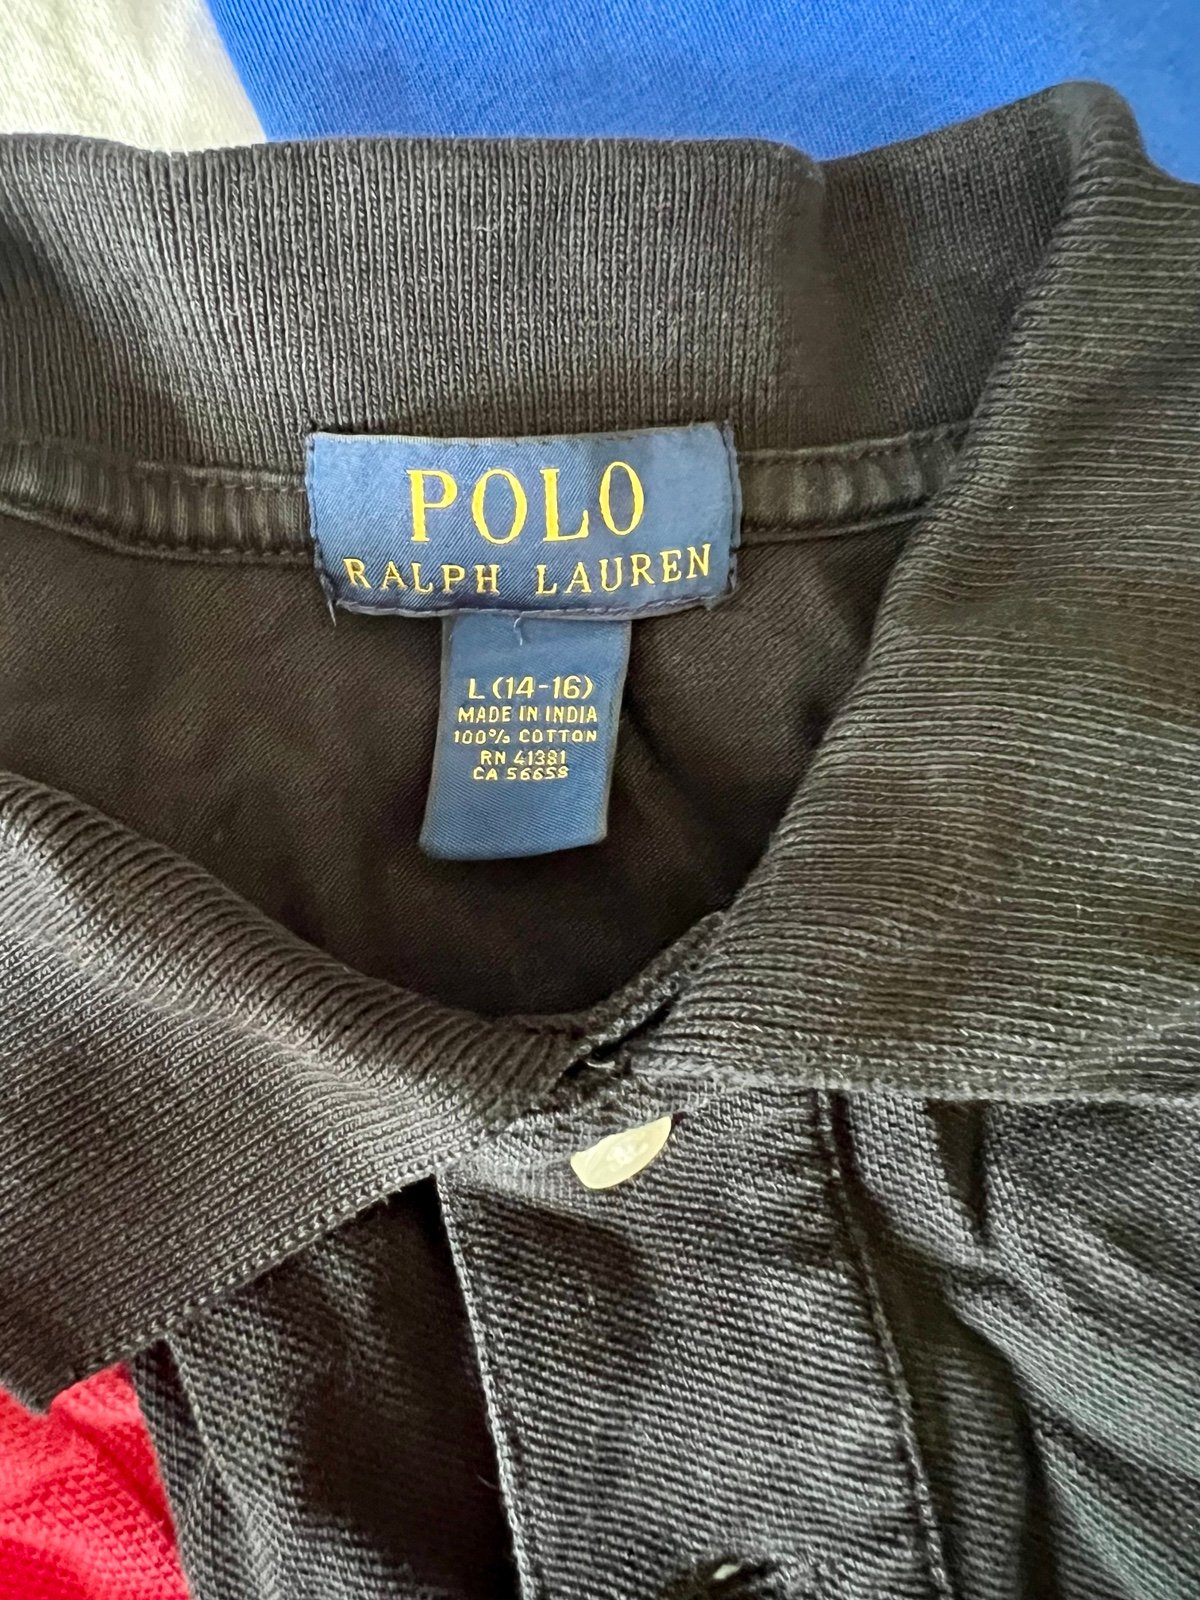 POLO
RALPH LAUREN
L (14-16)
MADE IN INDIA
100% COTTON
RN 41381
CA 56658